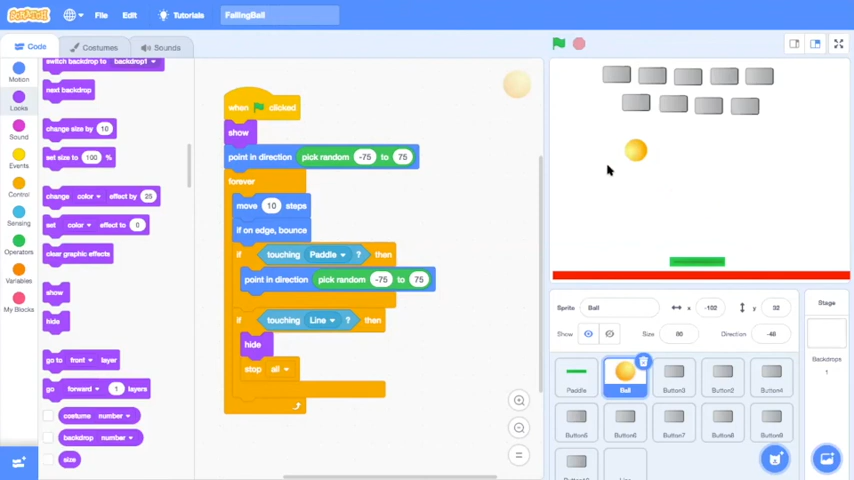 SCRATCH File Edit Tutorials FallingBall
Code Costumes Sounds
Motion
Looks
Sound
Events
Control
Sensing
Operators
Variables
My Blocks
switch backdrop to backdrop1
next backdrop
change size by 10
set size to 100 %
change color effect by 25
set color effect to 0
clear graphic effects
show
hide
go to front layer
go forward 1 layers
costume number
backdrop number
size
when clicked
show
point in direction pick random -75 to 75
forever
move 10 steps
if on edge, bounce
if touching Paddle ? then
point in direction pick random -75 to 75
if touching Line ? then
hide
stop all
Sprite Ball x -102 y 92
Show Size 80 Direction -48
Paddle Ball Button3 Button2 Button4
Button5 Button6 Button7 Button8 Button9
Button10 Line
Stage
Backdrops
1